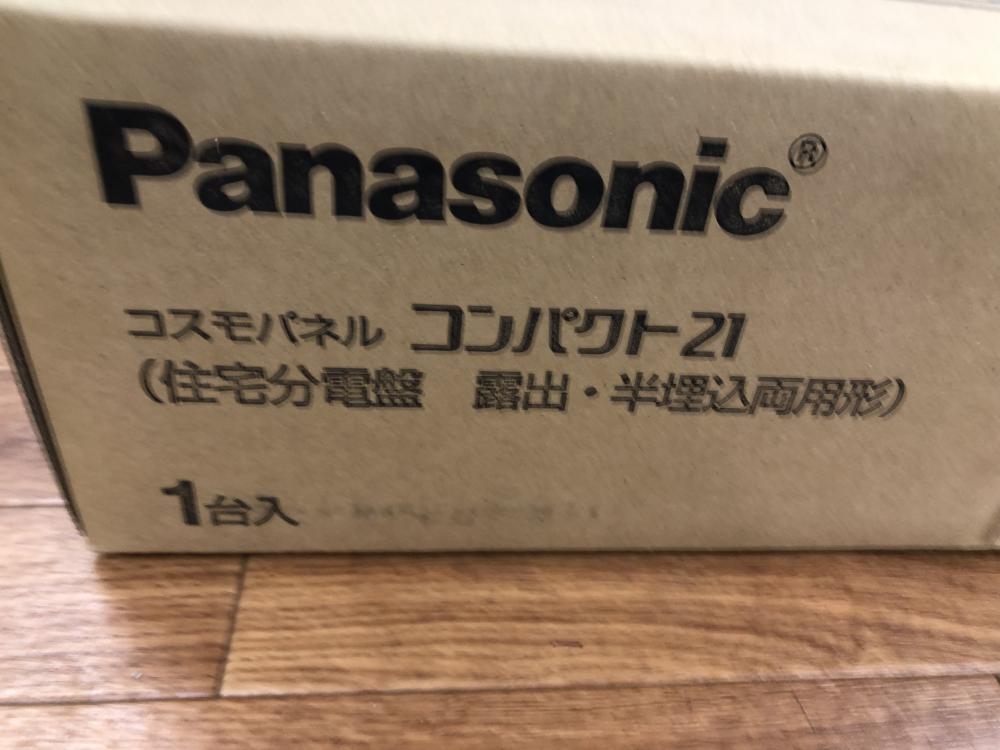 Panasonic®
コスモパネル コンパクト21
(住宅分電盤　露出・半埋込両用形)
1台入